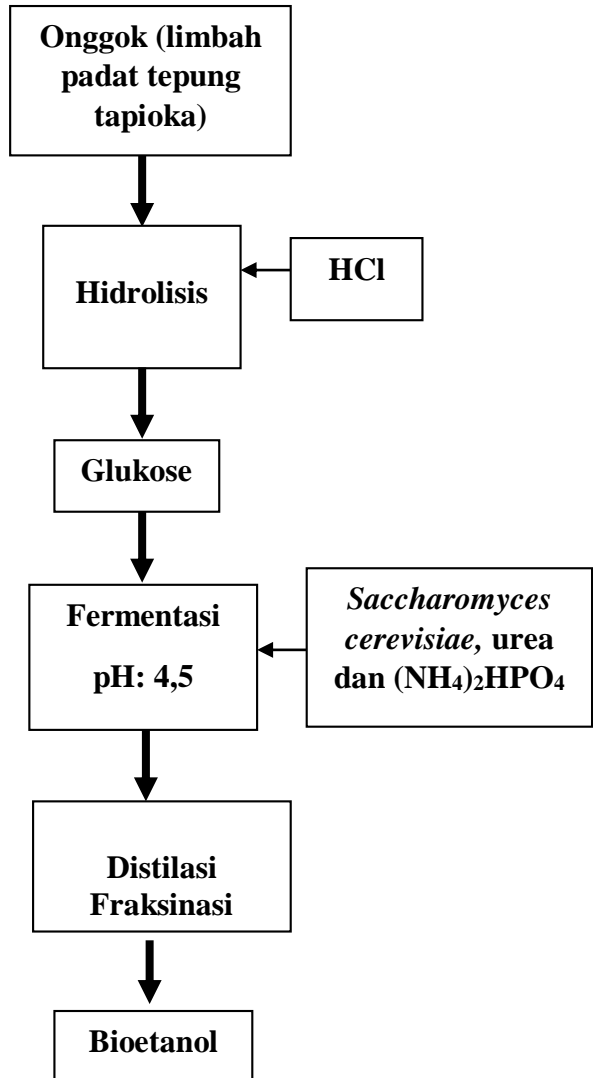 Onggok (limbah
padat tepung
tapioka)
Hidrolisis
HCl
Glukose
Fermentasi
pH: 4,5
Saccharomyces
cerevisiae, urea
dan (NH₄)₂HPO₄
Distilasi
Fraksinasi
Bioetanol